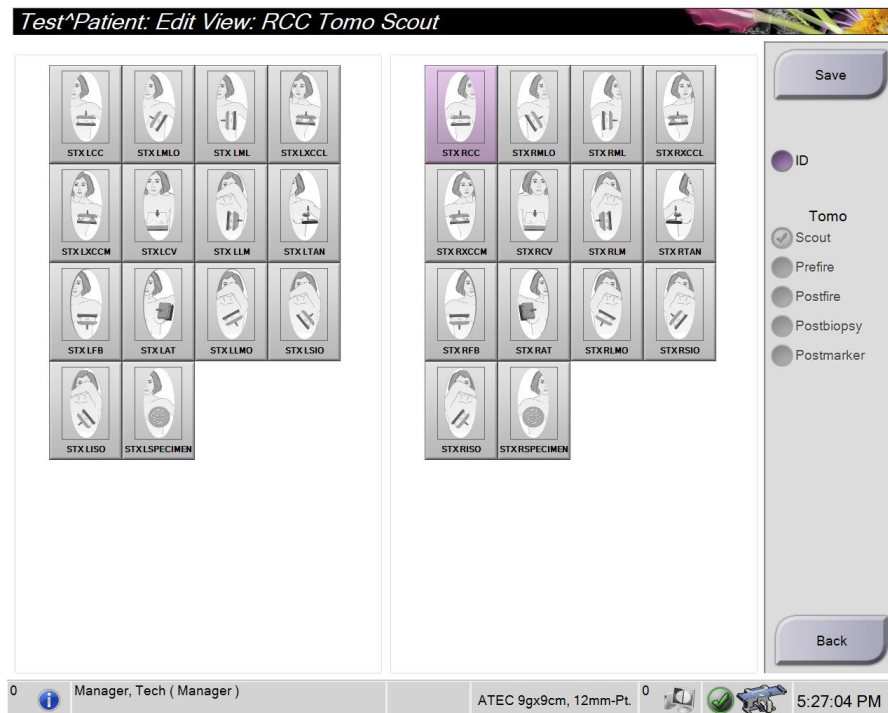 Test^Patient: Edit View: RCC Tomo Scout
STX LCC STX LMLO STX LML STX LXCCL
STX LXCCM STX LCV STX LLM STX LTAN
STX LFB STX LAT STX LLMO STX LSIO
STX LISO STX LSPECIMEN
STX RCC STX RMLO STX RML STX RXCCL
STX RXCCM STX RCV STX RLM STX RTAN
STX RFB STX RAT STX RLMO STX RSIO
STX RISO STX RSPECIMEN
Save
ID
Tomo
Scout
Prefire
Postfire
Postbiopsy
Postmarker
Back
0 Manager, Tech ( Manager ) ATEC 9gx9cm, 12mm-Pt. 0 5:27:04 PM